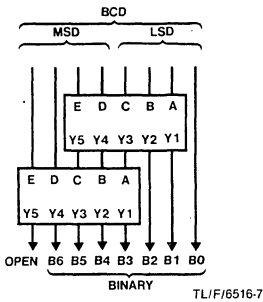 BCD
MSD LSD
E D C B A
Y5 Y4 Y3 Y2 Y1
E D C B A
Y5 Y4 Y3 Y2 Y1
OPEN B6 B5 B4 B3 B2 B1 B0
BINARY
TL/F/6516-7